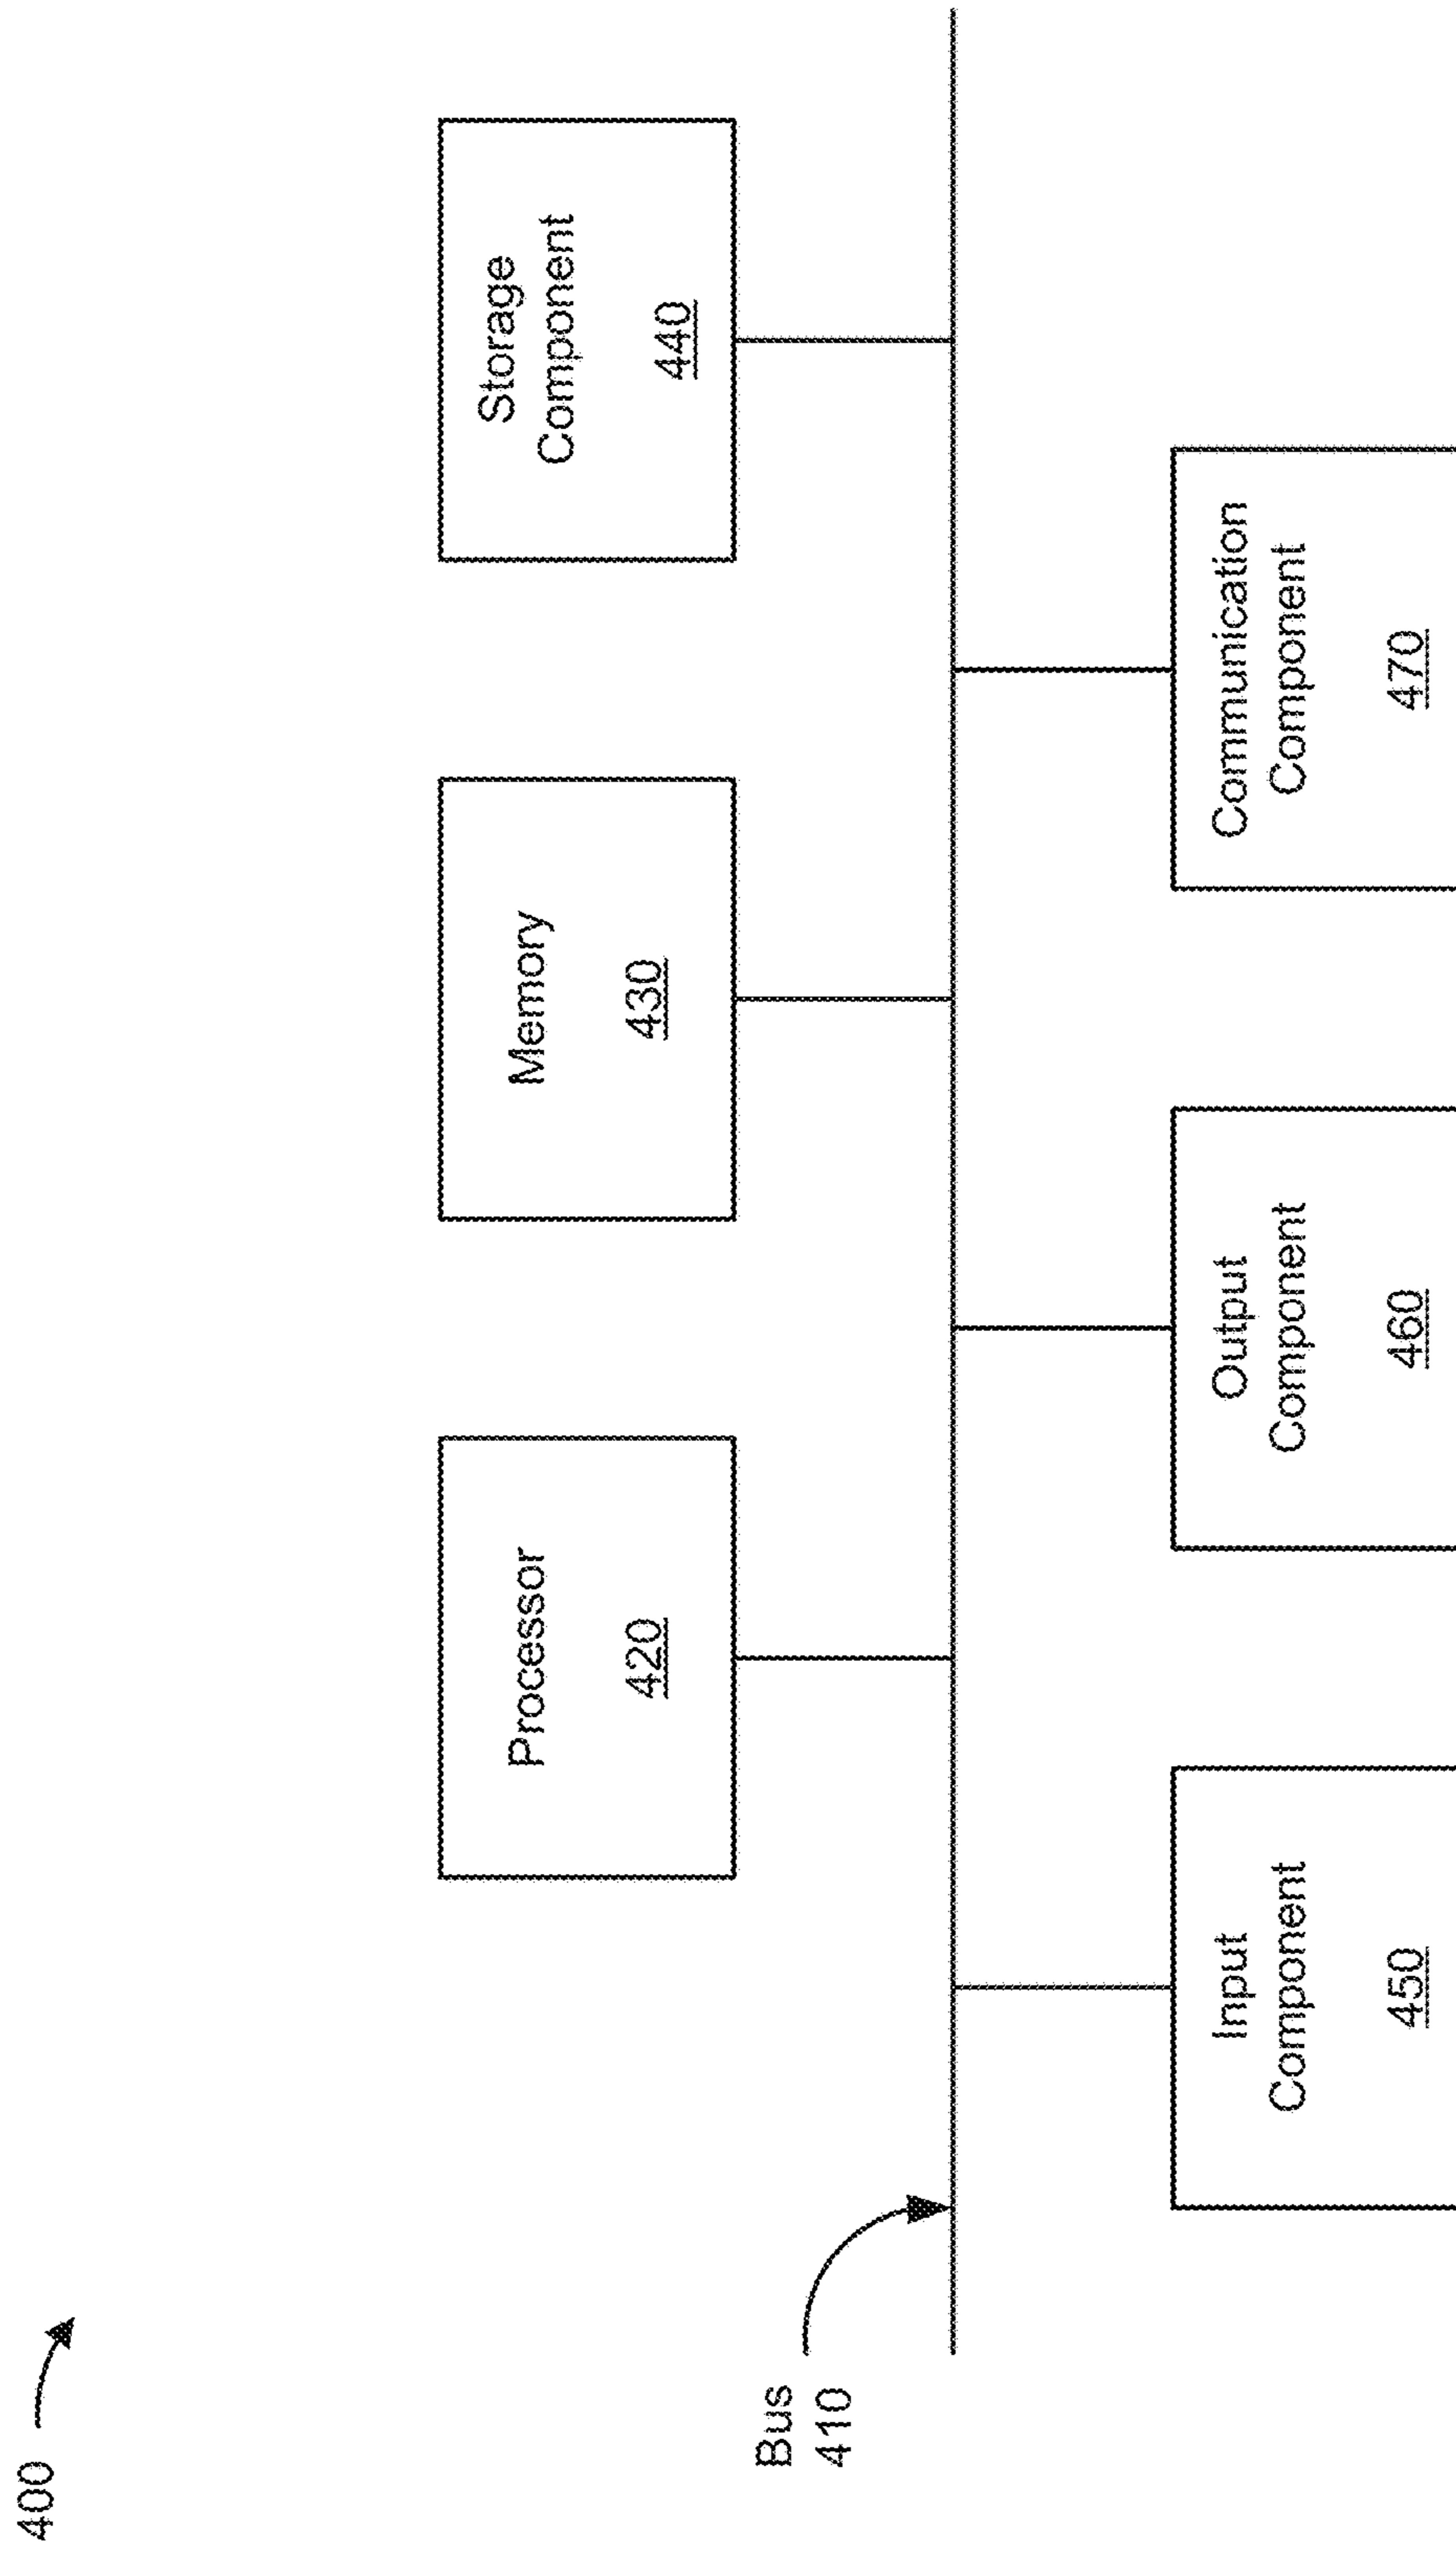 400
Processor
420
Memory
430
Storage
Component
440
Bus
410
Input
Component
450
Output
Component
460
Communication
Component
470